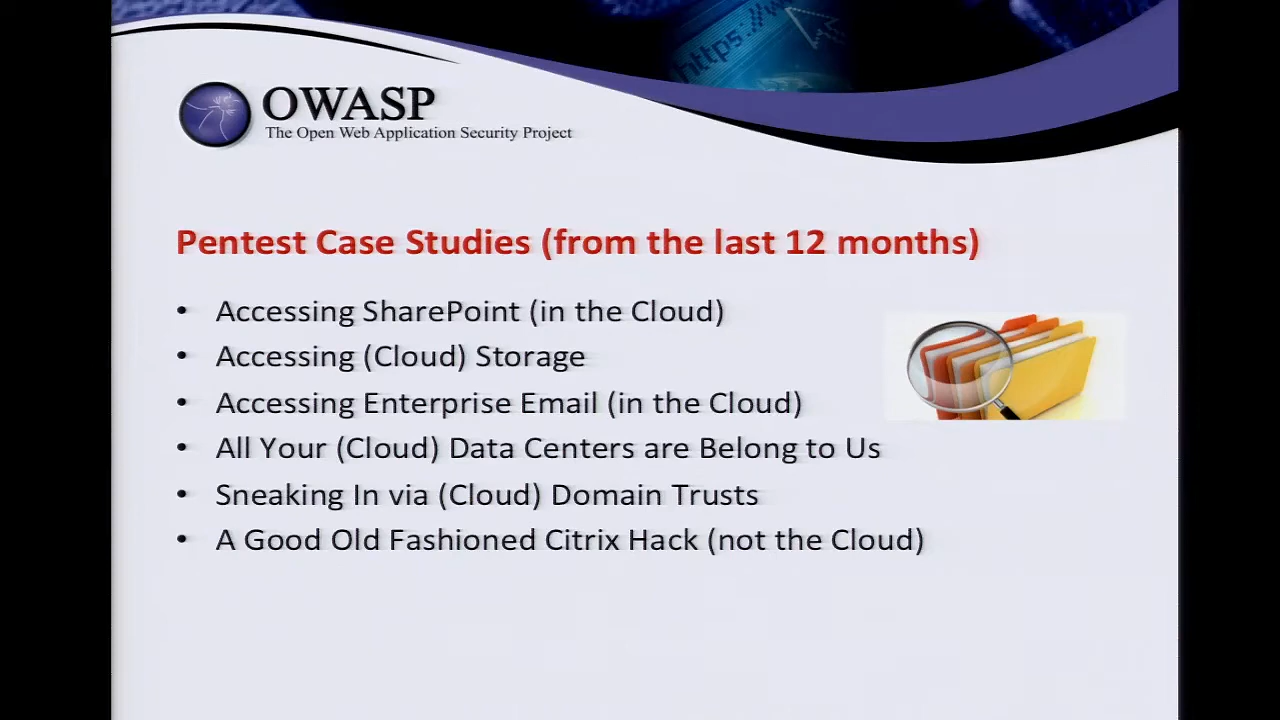 https://w
OWASP
The Open Web Application Security Project
Pentest Case Studies (from the last 12 months)
• Accessing SharePoint (in the Cloud)
• Accessing (Cloud) Storage
• Accessing Enterprise Email (in the Cloud)
• All Your (Cloud) Data Centers are Belong to Us
• Sneaking In via (Cloud) Domain Trusts
• A Good Old Fashioned Citrix Hack (not the Cloud)